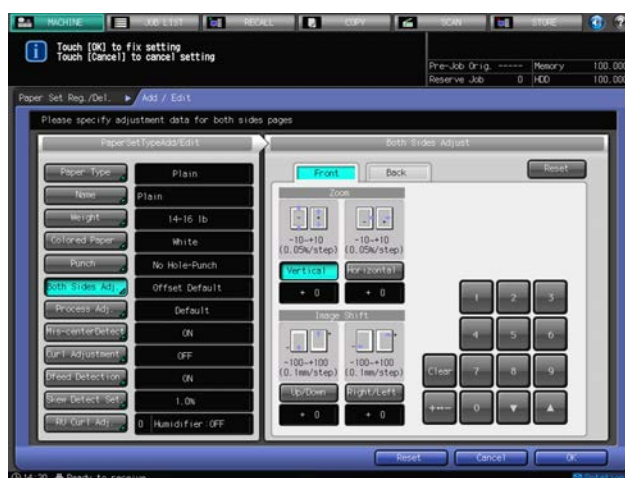 MACHINE JOB LIST RECALL COPY SCAN STORE
Touch [OK] to fix setting
Touch [Cancel] to cancel setting
Pre-Job Orig. ----- Memory 100.00
Reserve Job 0 HDD 100.00
Paper Set Reg./Del. Add / Edit
Please specify adjustment data for both sides pages
PaperSetTypeAdd/Edit
Both Sides Adjust
Paper Type Plain
Name Plain
Weight 14-16 lb
Colored Paper White
Punch No Hole-Punch
Both Sides Adj. Offset Default
Process Adj. Default
Mis-centerDetect ON
Curl Adjustment OFF
Dfeed Detection ON
Skew Detect Set. 1.0%
RU Curl Adj 0 Humidifier:OFF
Front Back Reset
Zoom
-10~+10 -10~+10
(0.05%/step) (0.05%/step)
Vertical Horizontal
+ 0 + 0
Image Shift
-100~+100 -100~+100
(0.1mm/step) (0.1mm/step)
Up/Down Right/Left
+ 0 + 0
1 2 3
4 5 6
Clear 7 8 9
0 ▼ ▲
Reset Cancel OK
14:20 Ready to receive